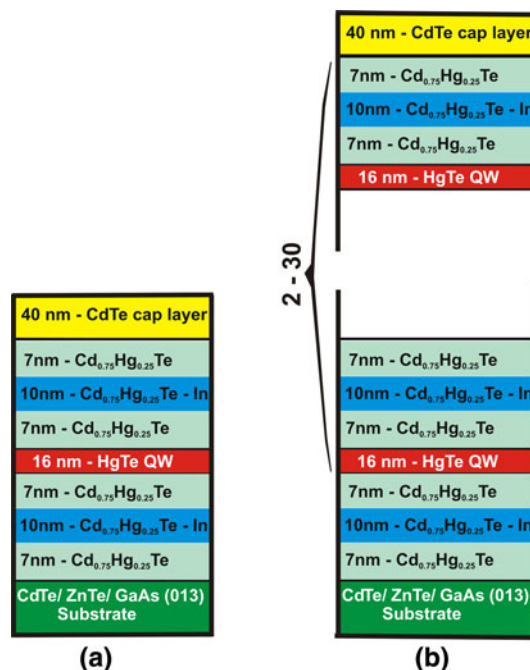 40 nm - CdTe cap layer
7nm - Cd0.75Hg0.25Te
10nm - Cd0.75Hg0.25Te - In
7nm - Cd0.75Hg0.25Te
16 nm - HgTe QW
7nm - Cd0.75Hg0.25Te
10nm - Cd0.75Hg0.25Te - In
7nm - Cd0.75Hg0.25Te
CdTe/ ZnTe/ GaAs (013)
Substrate
(a)
40 nm - CdTe cap layer
7nm - Cd0.75Hg0.25Te
10nm - Cd0.75Hg0.25Te - In
7nm - Cd0.75Hg0.25Te
16 nm - HgTe QW
2 - 30
7nm - Cd0.75Hg0.25Te
10nm - Cd0.75Hg0.25Te - In
7nm - Cd0.75Hg0.25Te
16 nm - HgTe QW
7nm - Cd0.75Hg0.25Te
10nm - Cd0.75Hg0.25Te - In
7nm - Cd0.75Hg0.25Te
CdTe/ ZnTe/ GaAs (013)
Substrate
(b)